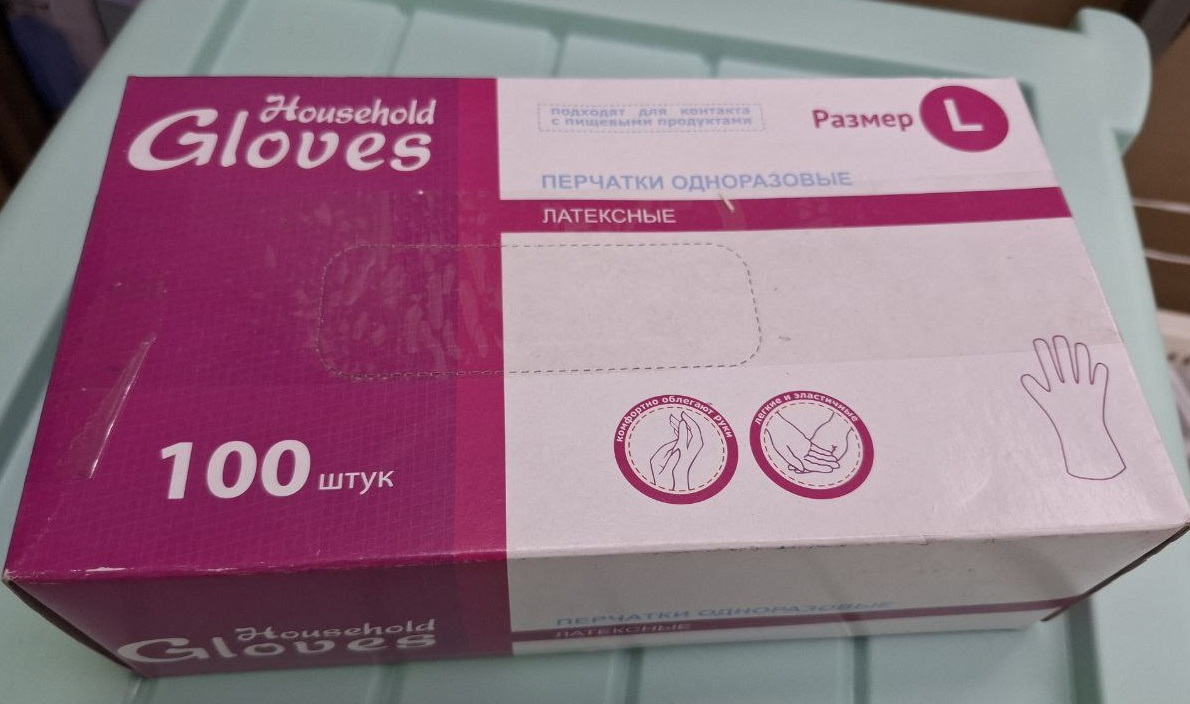 Household
Gloves
подходят для контакта
с пищевыми продуктами
Размер L
ПЕРЧАТКИ ОДНОРАЗОВЫЕ
ЛАТЕКСНЫЕ
комфортно облегают руки
легкие и эластичные
100 штук
ПЕРЧАТКИ ОДНОРАЗОВЫЕ
ЛАТЕКСНЫЕ
Household
Gloves